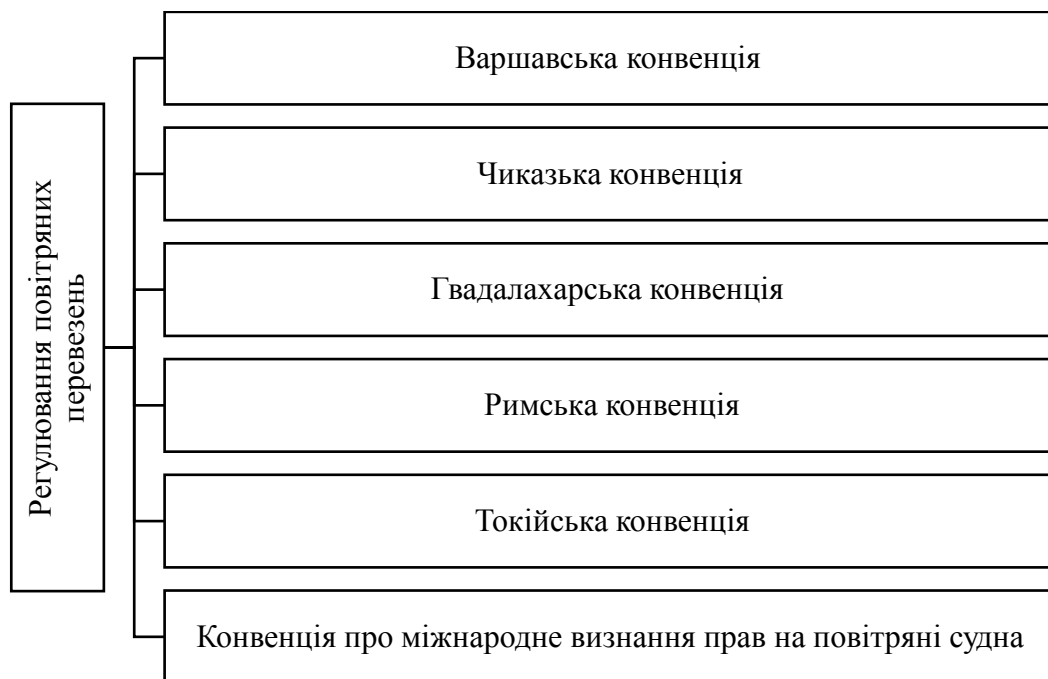 Регулювання повітряних
перевезень
Варшавська конвенція
Чиказька конвенція
Гвадалахарська конвенція
Римська конвенція
Токійська конвенція
Конвенція про міжнародне визнання прав на повітряні судна